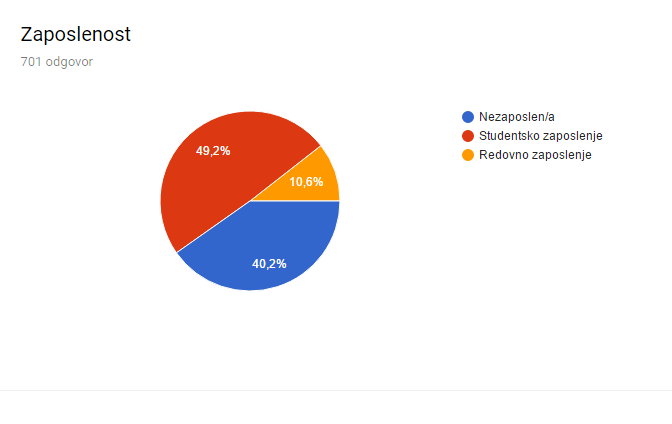 Zaposlenost
701 odgovor
Nezaposlen/a
Studentsko zaposlenje
Redovno zaposlenje
49,2%
10,6%
40,2%